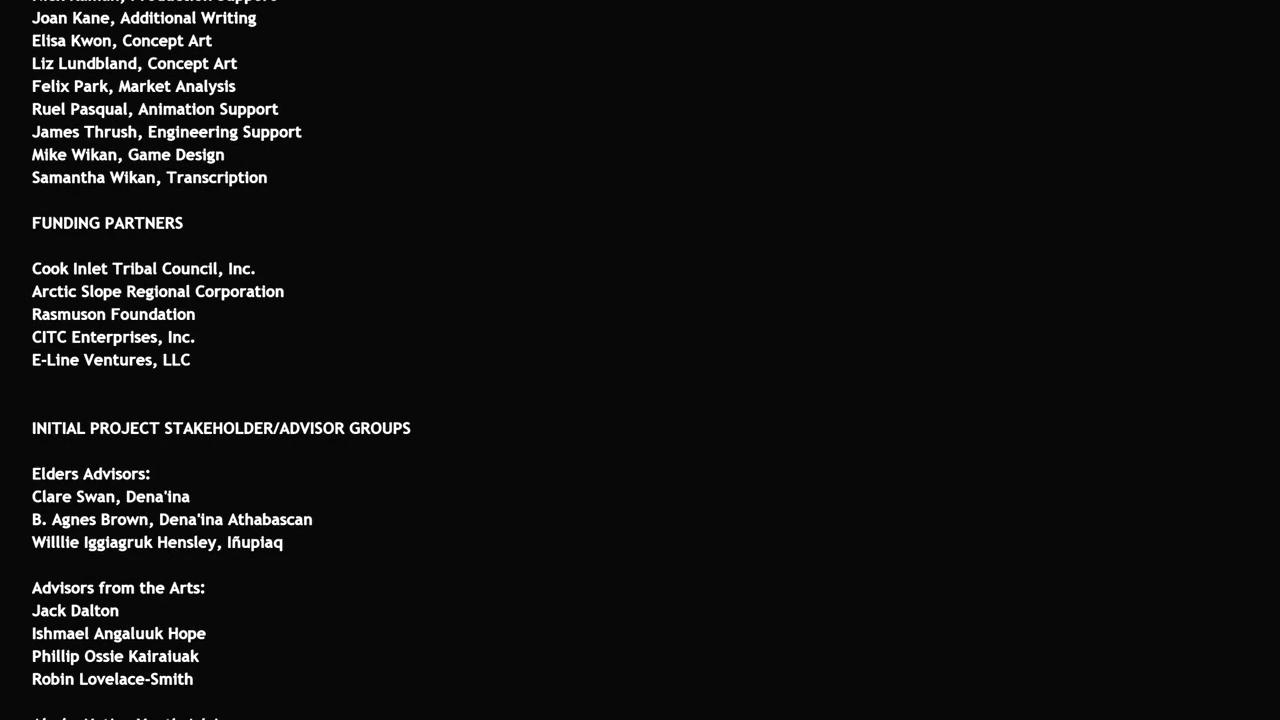 Joan Kane, Additional Writing
Elisa Kwon, Concept Art
Liz Lundbland, Concept Art
Felix Park, Market Analysis
Ruel Pasqual, Animation Support
James Thrush, Engineering Support
Mike Wikan, Game Design
Samantha Wikan, Transcription
FUNDING PARTNERS
Cook Inlet Tribal Council, Inc.
Arctic Slope Regional Corporation
Rasmuson Foundation
CITC Enterprises, Inc.
E-Line Ventures, LLC
INITIAL PROJECT STAKEHOLDER/ADVISOR GROUPS
Elders Advisors:
Clare Swan, Dena'ina
B. Agnes Brown, Dena'ina Athabascan
Willlie Iggiagruk Hensley, Iñupiaq
Advisors from the Arts:
Jack Dalton
Ishmael Angaluuk Hope
Phillip Ossie Kairaiuak
Robin Lovelace-Smith